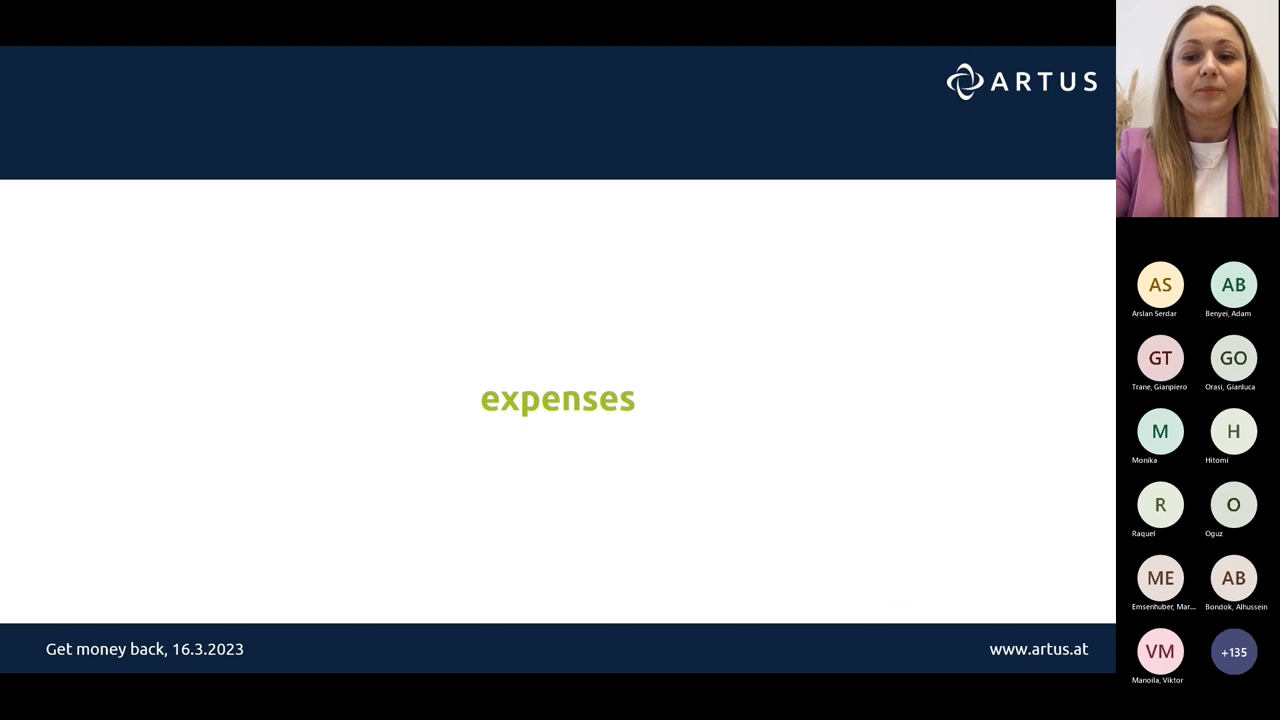 ARTUS
expenses
Get money back, 16.3.2023
www.artus.at
AS
AB
Arslan Serdar
Benyei, Adam
GT
GO
Trane, Gianpiero
Orasi, Gianluca
M
H
Monika
Hitomi
R
O
Raquel
Oguz
ME
AB
Emsenhuber, Mar...
Bondok, Alhussein
VM
+135
Manoila, Viktor